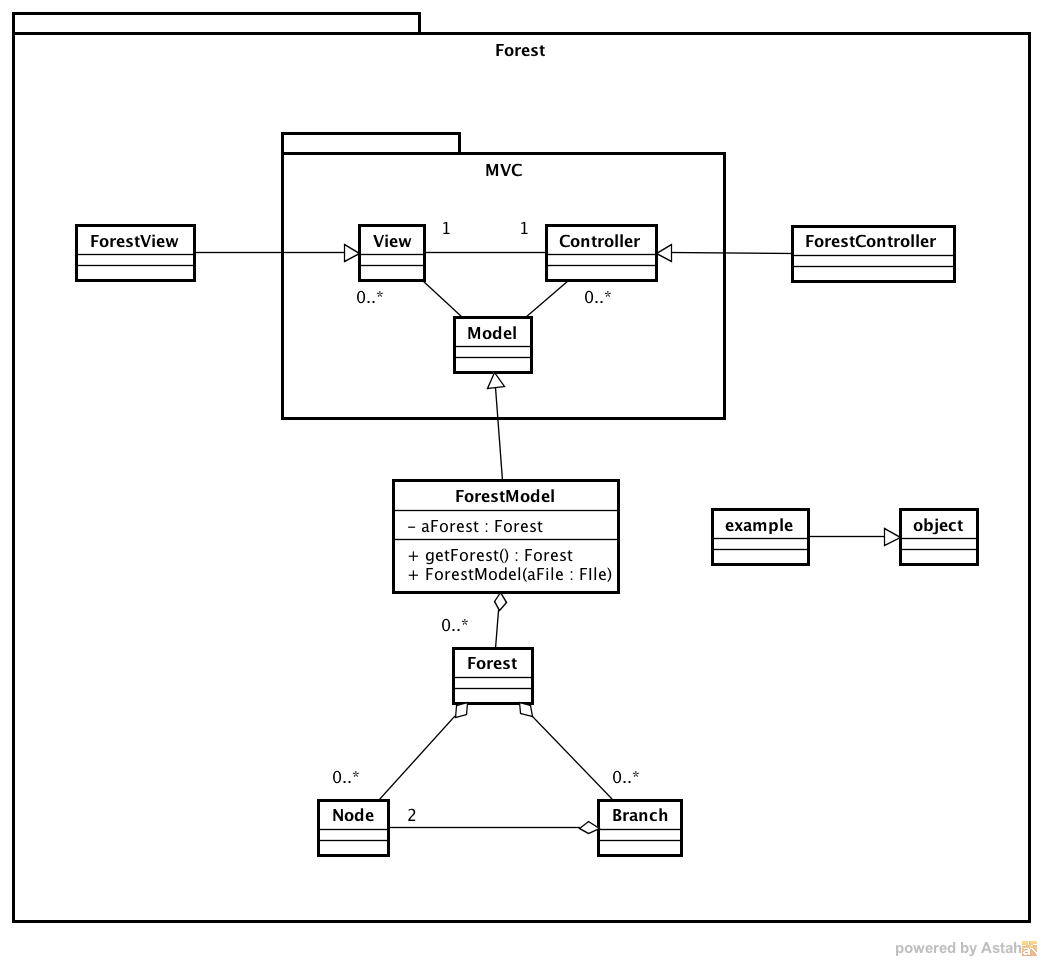 Forest
MVC
ForestView
View
1
1
Controller
ForestController
0..*
0..*
Model
ForestModel
- aForest : Forest
+ getForest() : Forest
+ ForestModel(aFile : FIle)
example
object
0..*
Forest
0..*
0..*
Node
2
Branch
powered by Astah